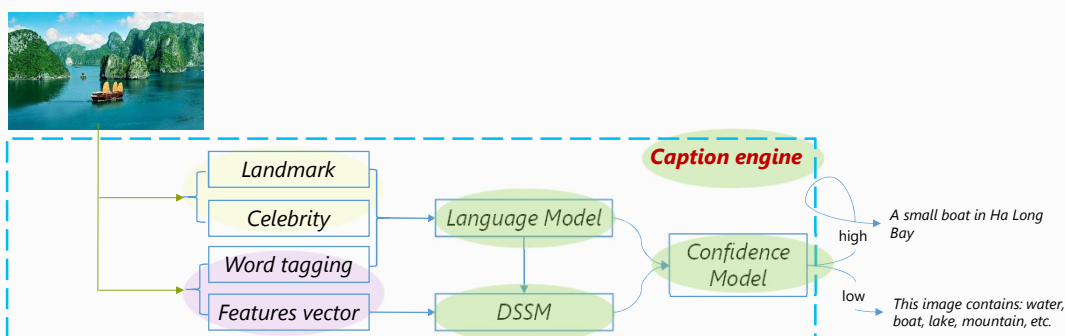 Caption engine
Landmark
Celebrity
Word tagging
Features vector
Language Model
DSSM
Confidence
Model
high
low
A small boat in Ha Long
Bay
This image contains: water,
boat, lake, mountain, etc.